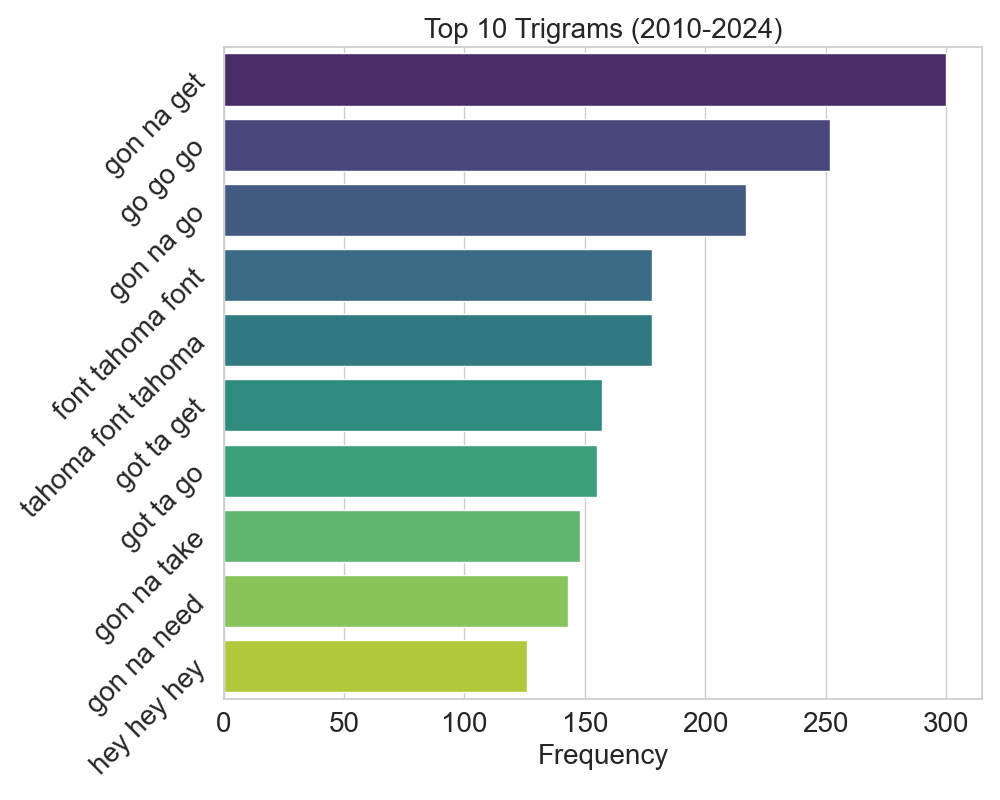 Top 10 Trigrams (2010-2024)
gon na get
go go go
gon na go
font tahoma font
tahoma font tahoma
got ta get
got ta go
gon na take
gon na need
hey hey hey
0 50 100 150 200 250 300
Frequency